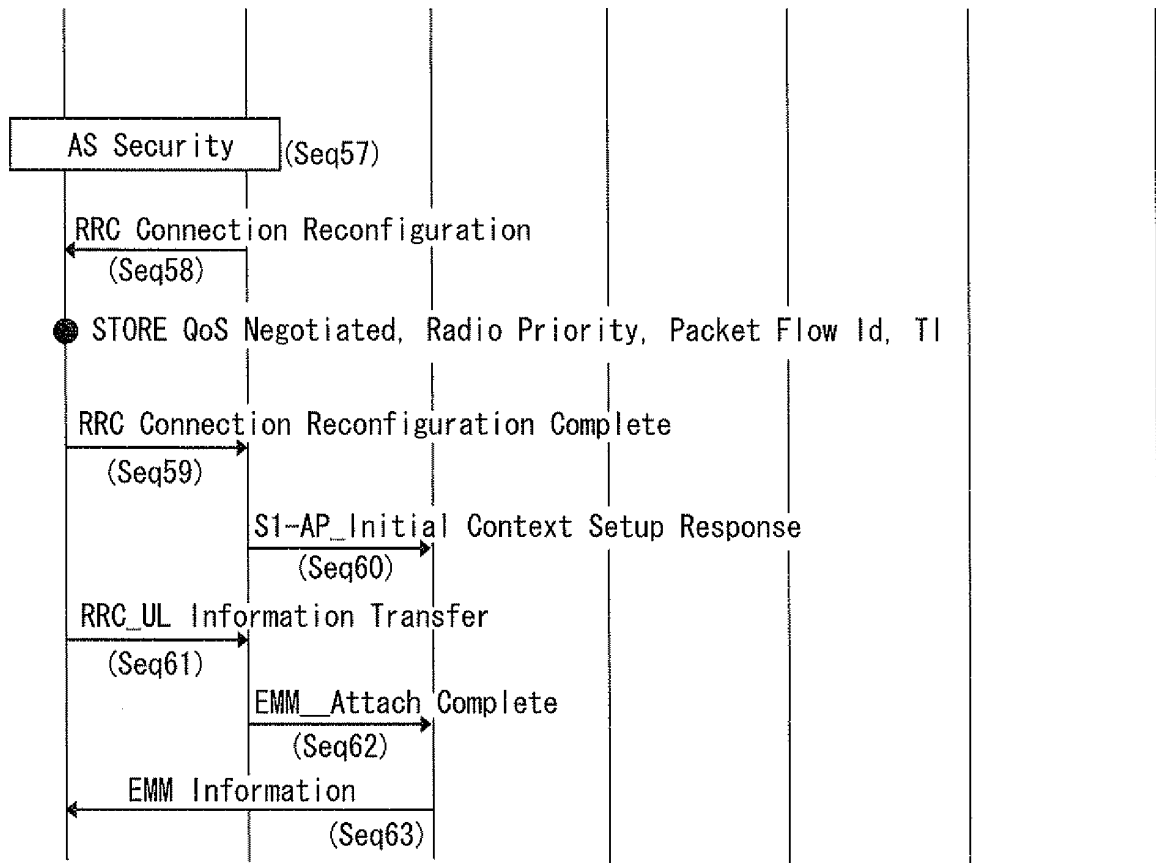 AS Security
(Seq57)
RRC Connection Reconfiguration
(Seq58)
STORE QoS Negotiated, Radio Priority, Packet Flow Id, TI
RRC Connection Reconfiguration Complete
(Seq59)
S1-AP_Initial Context Setup Response
(Seq60)
RRC_UL Information Transfer
(Seq61)
EMM__Attach Complete
(Seq62)
EMM Information
(Seq63)